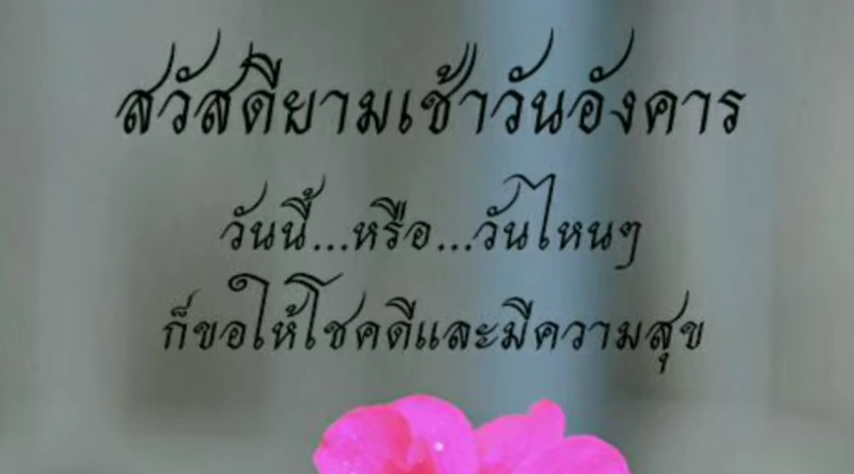 สวัสดียามเช้าวันอังคาร
วันนี้...หรือ...วันไหนๆ
ก็ขอให้โชคดีและมีความสุข